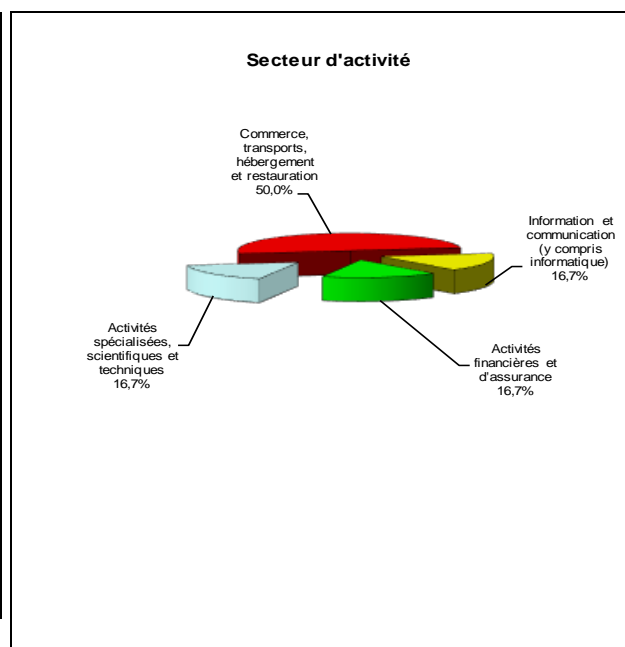 Secteur d'activité
Commerce,
transports,
hébergement
et restauration
50,0%
Information et
communication
(y compris
informatique)
16,7%
Activités
financières et
d'assurance
16,7%
Activités
spécialisées,
scientifiques et
techniques
16,7%